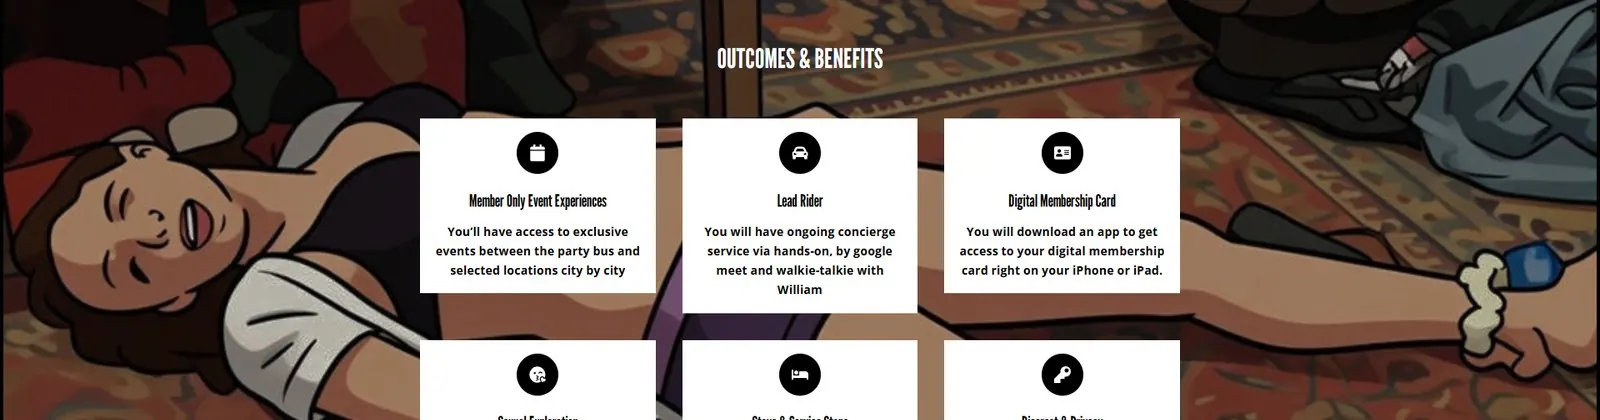 OUTCOMES & BENEFITS
Member Only Event Experiences
You'll have access to exclusive
events between the party bus and
selected locations city by city
Lead Rider
You will have ongoing concierge
service via hands-on, by google
meet and walkie-talkie with
William
Digital Membership Card
You will download an app to get
access to your digital membership
card right on your iPhone or iPad.